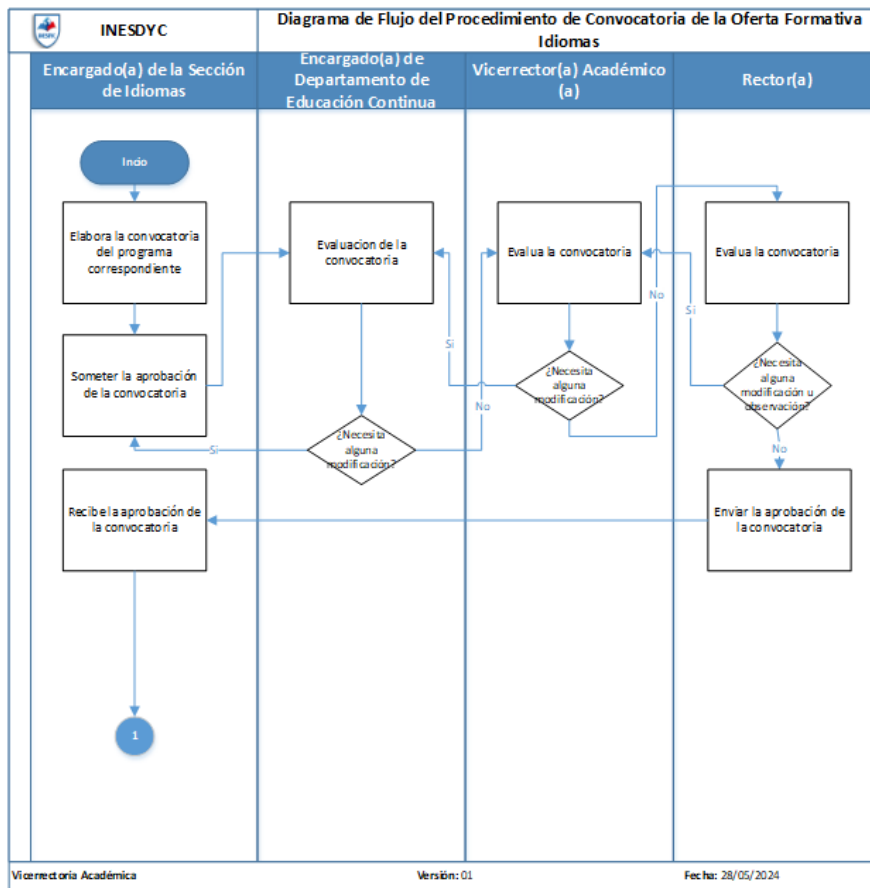 INESDYC
Diagrama de Flujo del Procedimiento de Convocatoria de la Oferta Formativa
Idiomas
Encargado(a) de la Sección
de Idiomas
Encargado(a) de
Departamento de
Educación Continua
Vicerrector(a) Académico
(a)
Rector(a)
Incio
Elabora la convocatoria
del programa
correspondiente
Evaluacion de la
convocatoria
Evalua la convocatoria
Evalua la convocatoria
No
Si
Si
Someter la aprobación
de la convocatoria
¿Necesita
alguna
modificación?
¿Necesita
alguna
modificación u
observación?
No
Si
¿Necesita
alguna
modificación?
No
Recibe la aprobación de
la convocatoria
Enviar la aprobación de
la convocatoria
1
Vicerrectoría Académica
Versión: 01
Fecha: 28/05/2024